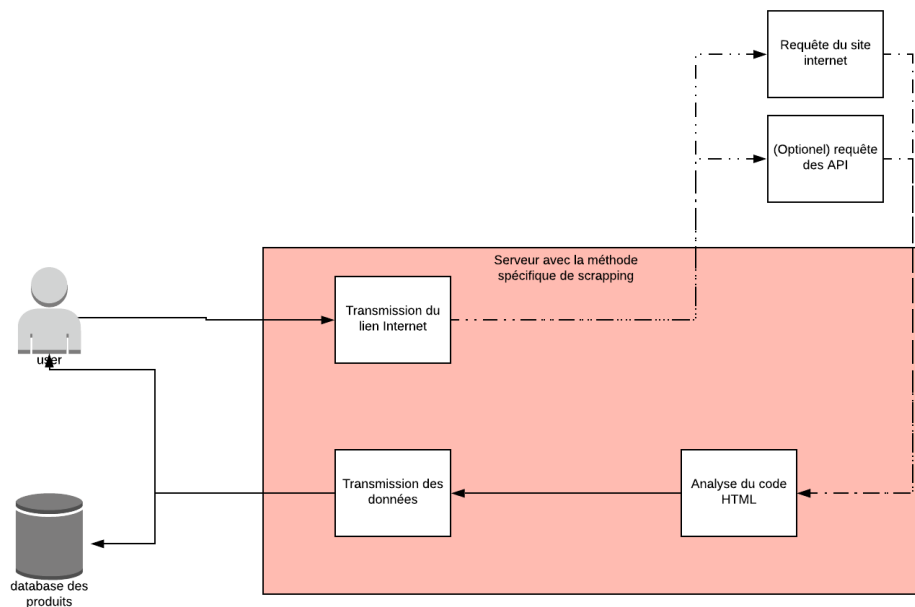 Requête du site
internet
(Optionel) requête
des API
Serveur avec la méthode
spécifique de scrapping
Transmission du
lien Internet
user
Transmission des
données
Analyse du code
HTML
database des
produits